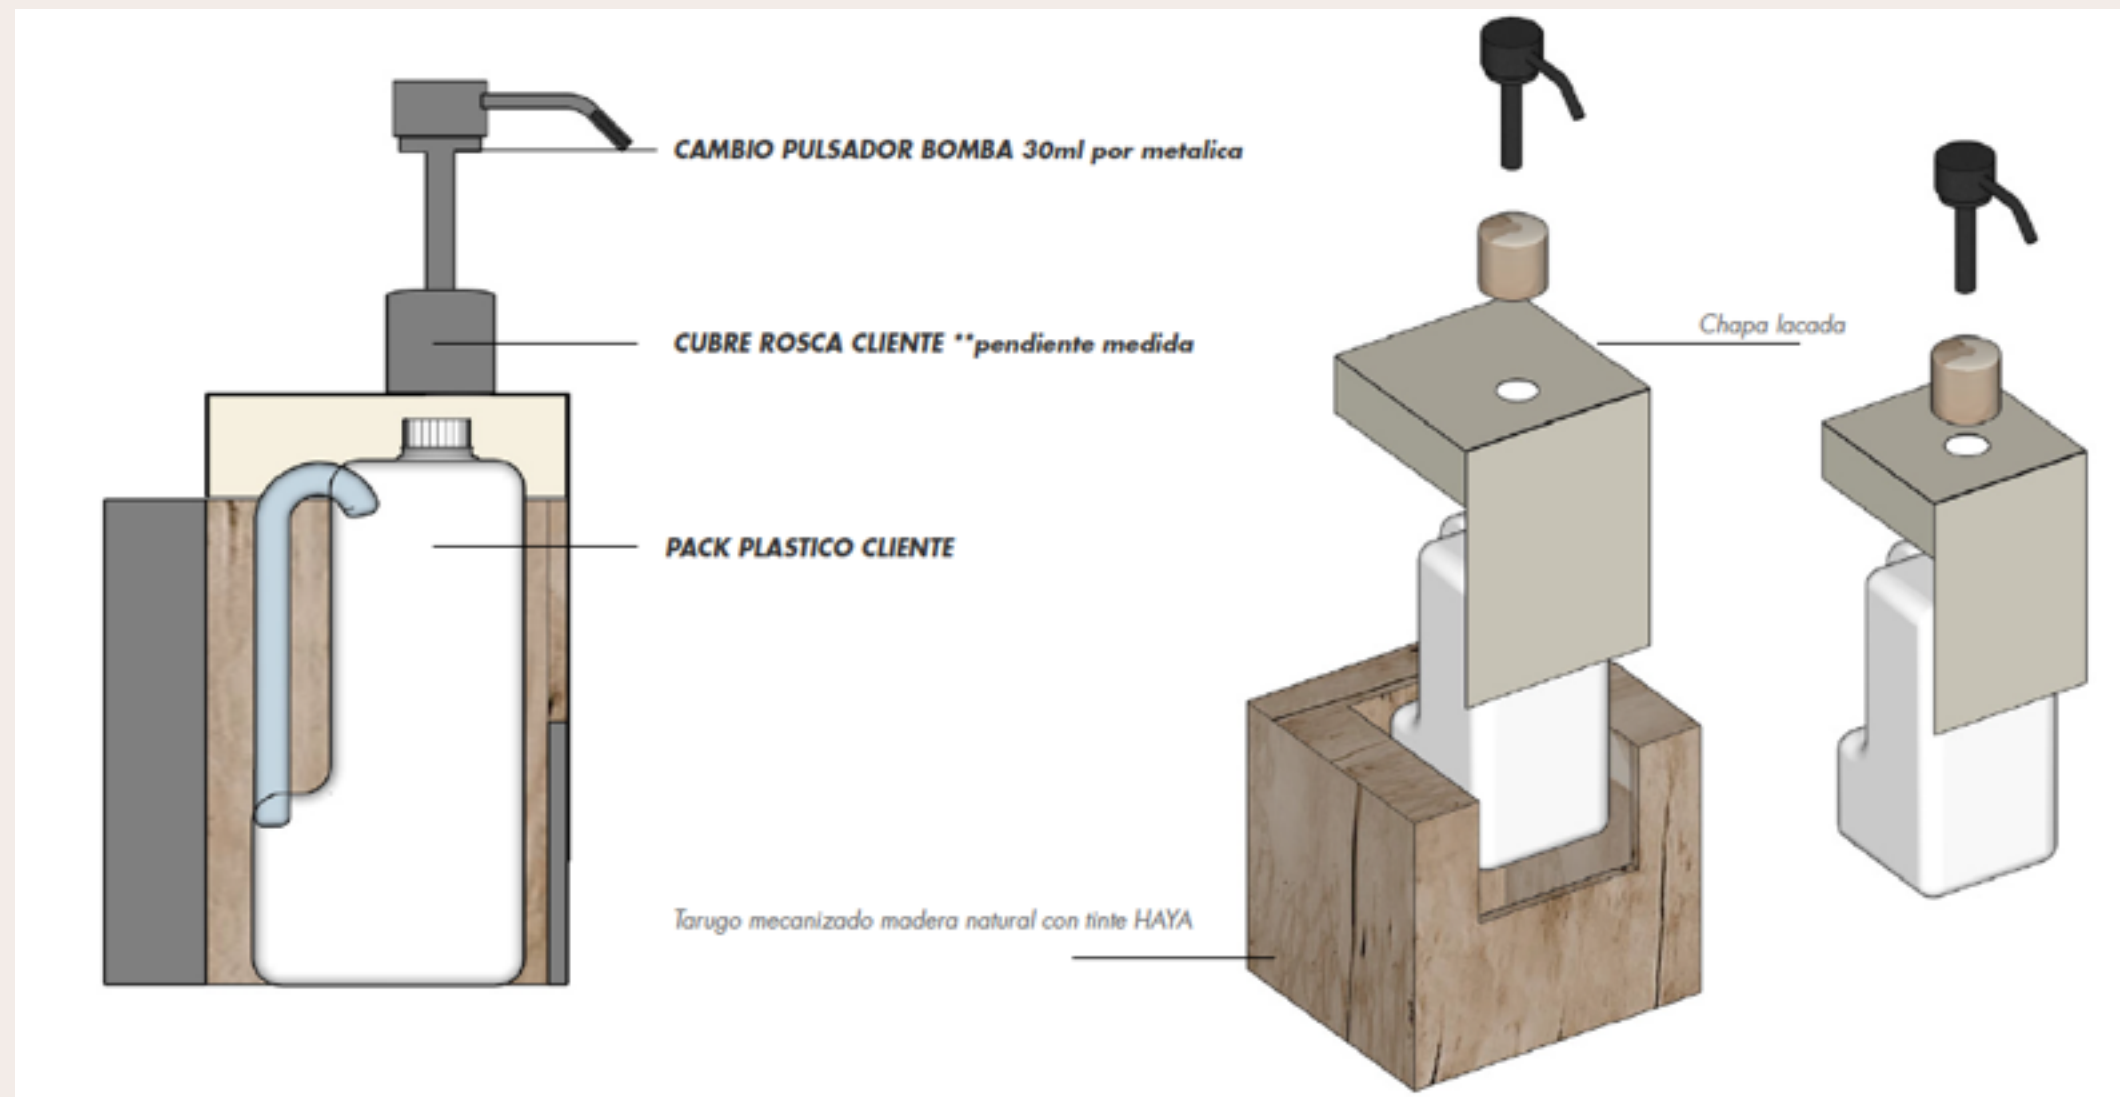 CAMBIO PULSADOR BOMBA 30ml por metalica
CUBRE ROSCA CLIENTE **pendiente medida
Chapa lacada
PACK PLASTICO CLIENTE
Tarugo mecanizado madera natural con tinte HAYA